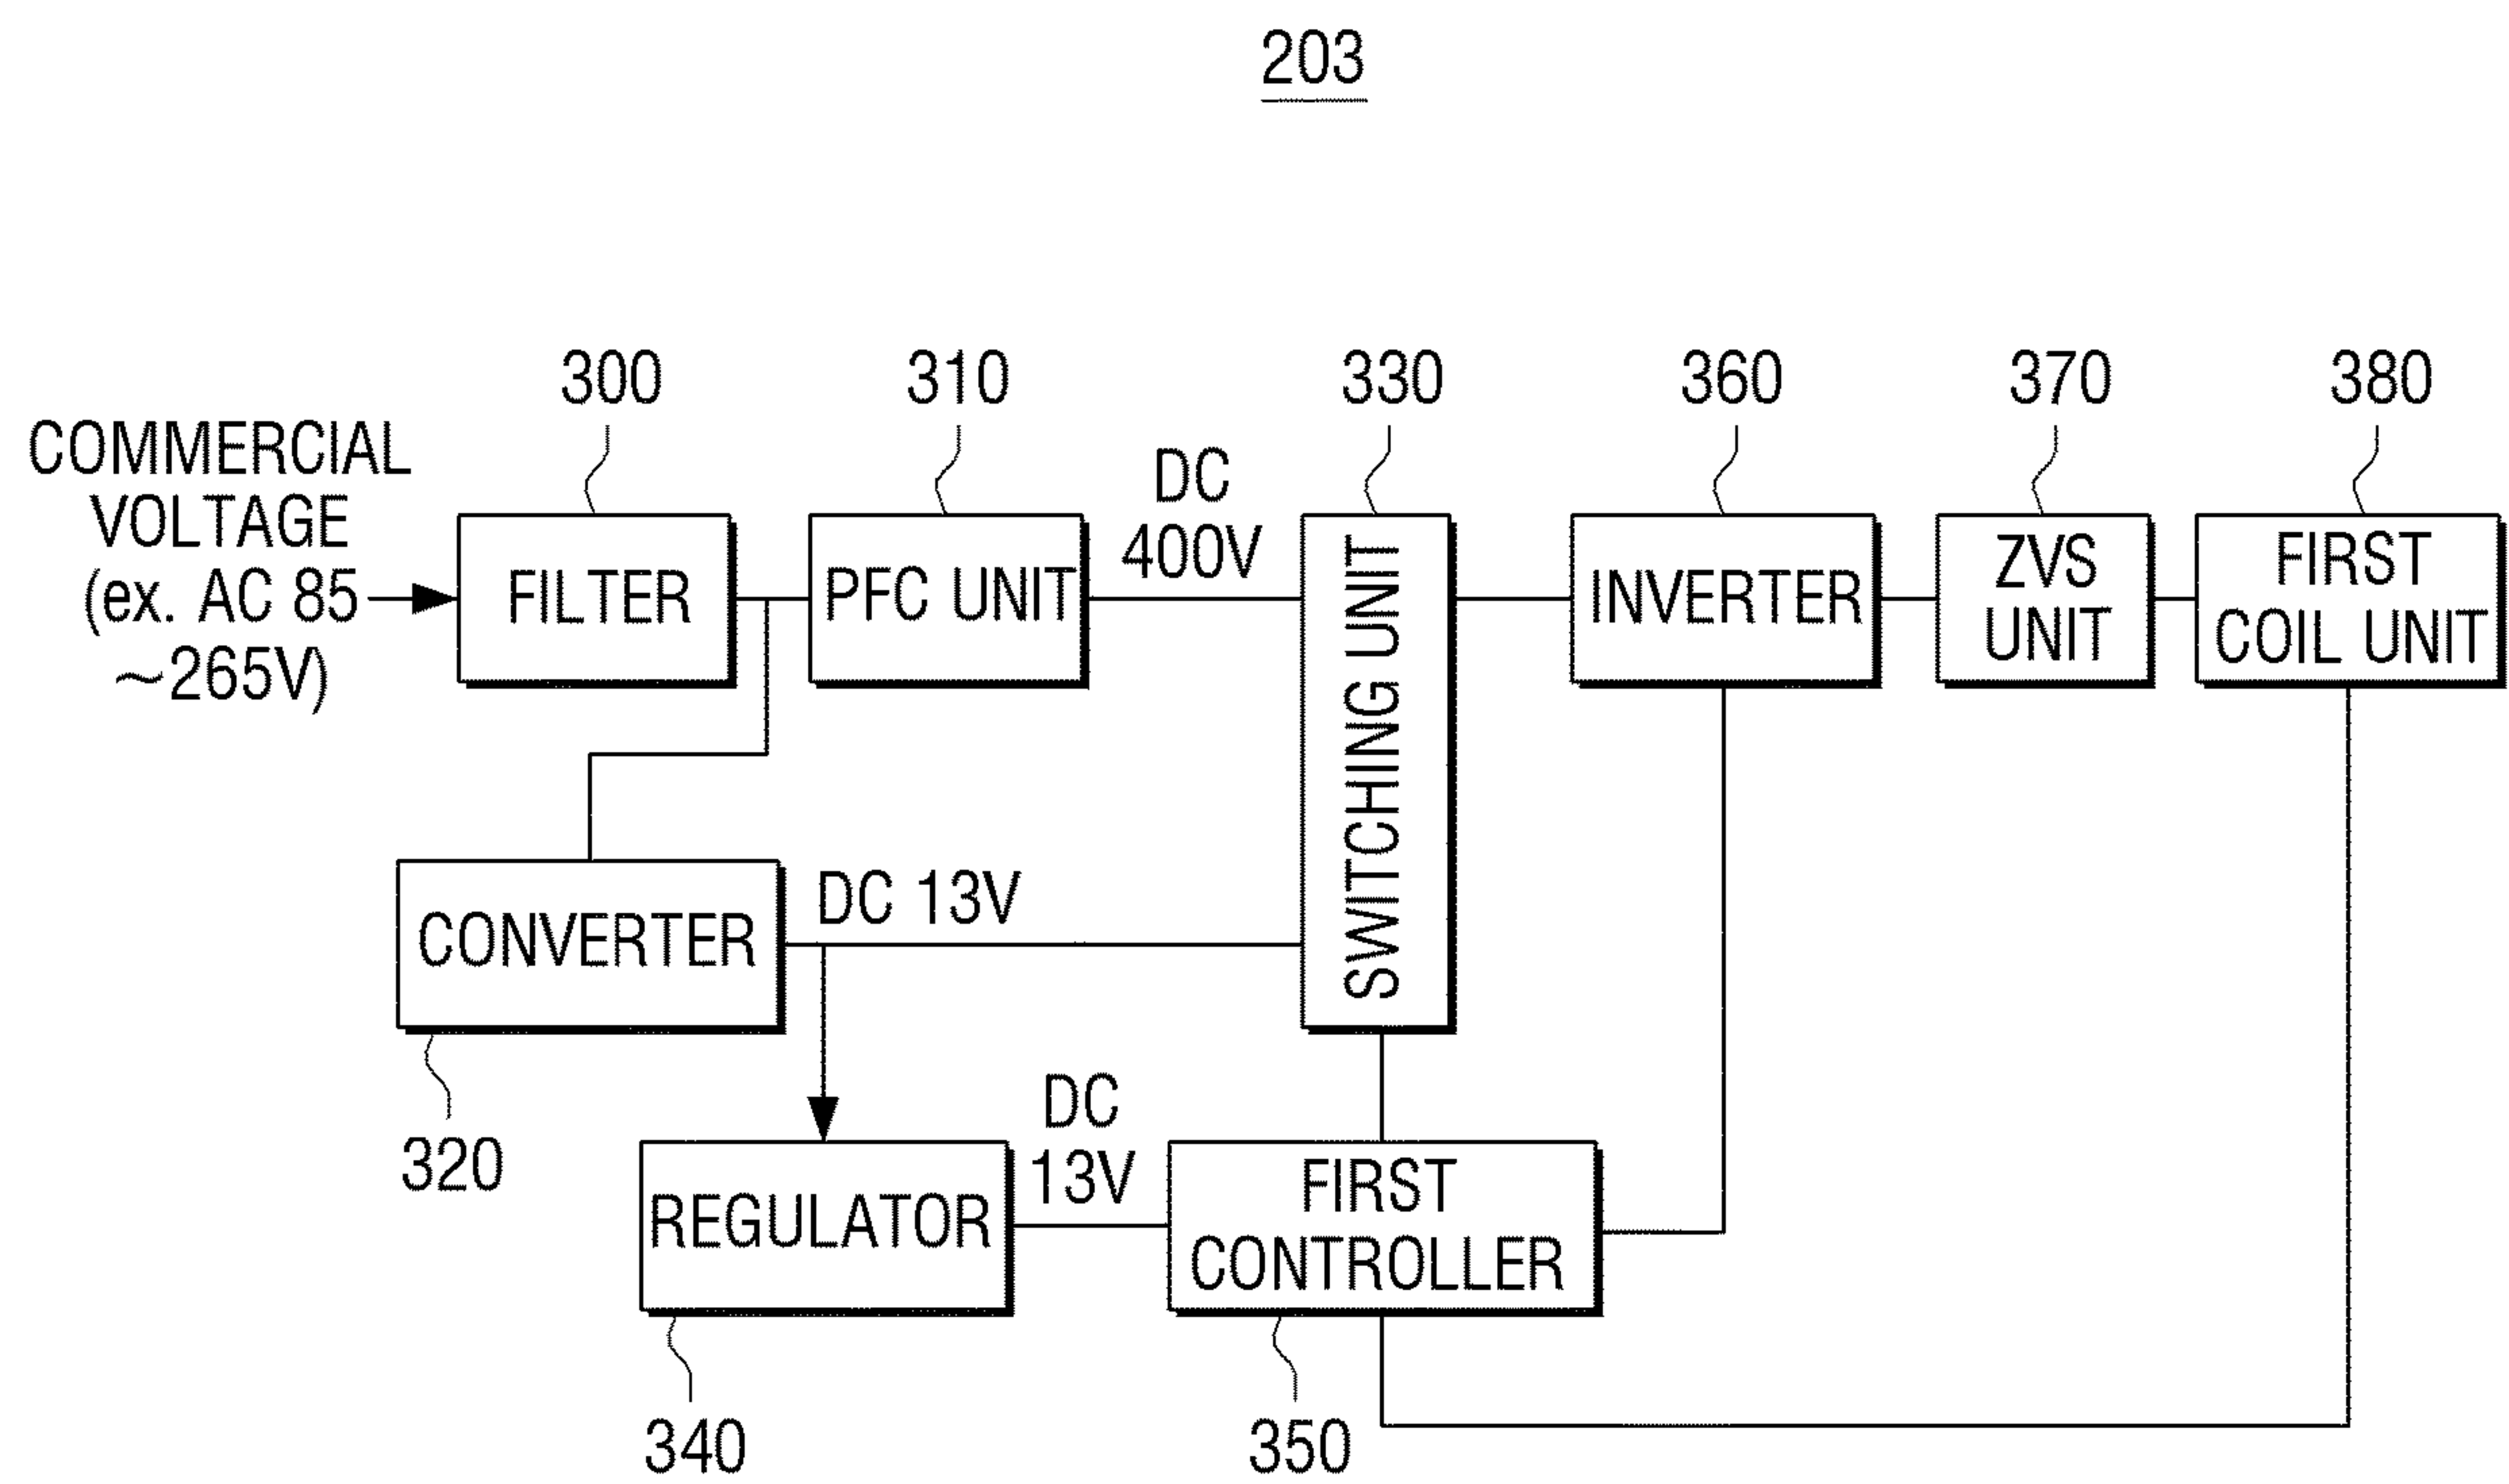 203
300
310
330
360
370
380
COMMERCIAL
VOLTAGE
(ex. AC 85
~265V)
FILTER
PFC UNIT
DC
400V
SWITCHING UNIT
INVERTER
ZVS
UNIT
FIRST
COIL UNIT
CONVERTER
DC 13V
320
REGULATOR
DC
13V
FIRST
CONTROLLER
340
350